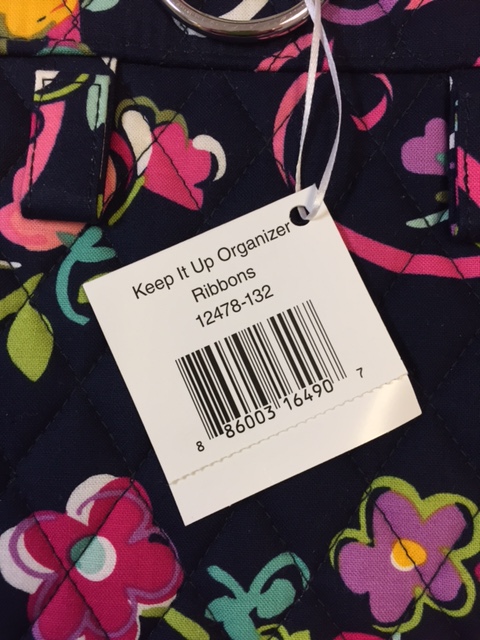 Keep It Up Organizer
Ribbons
12478-132
8 86003 16490 7